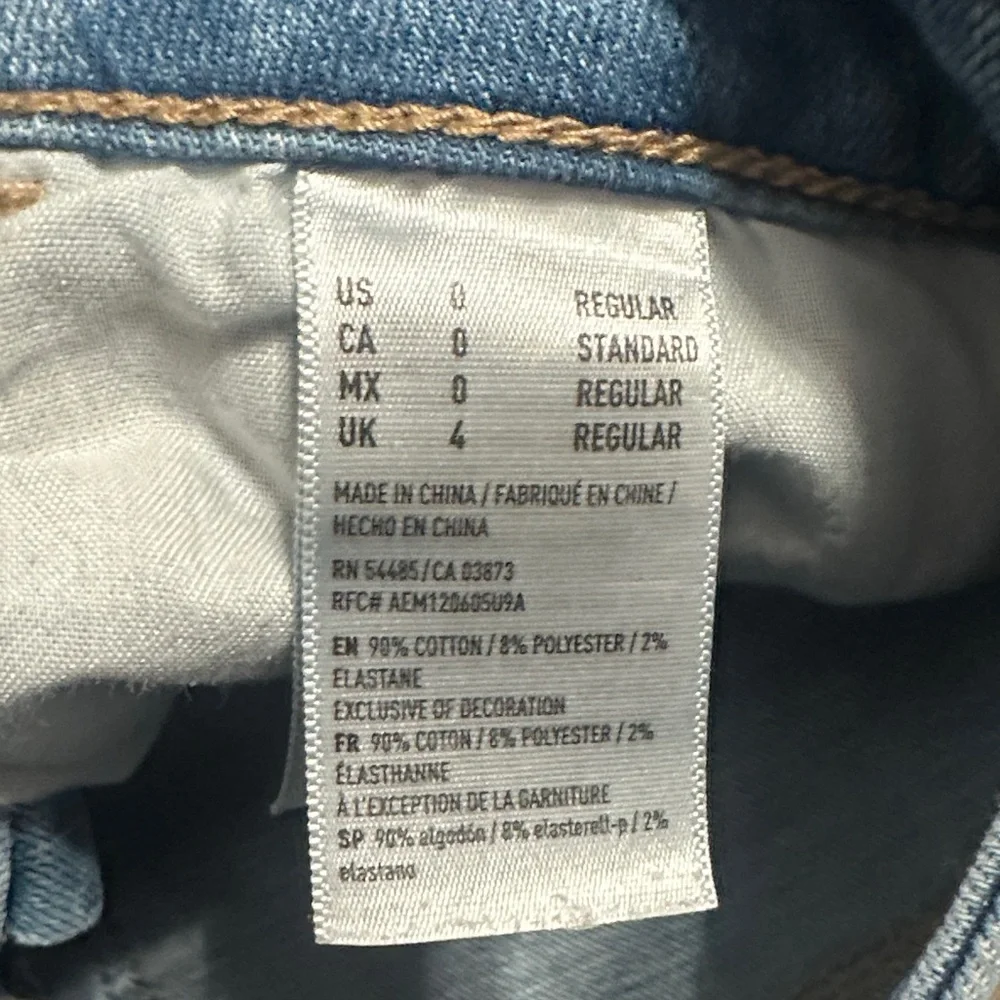 US 0 REGULAR
CA 0 STANDARD
MX 0 REGULAR
UK 4 REGULAR
MADE IN CHINA / FABRIQUÉ EN CHINE /
HECHO EN CHINA
RN 54485/CA 03873
RFC# AEM120605U9A
EN 90% COTTON / 8% POLYESTER / 2%
ELASTANE
EXCLUSIVE OF DECORATION
FR 90% COTON / 8% POLYESTER / 2%
ÉLASTHANNE
À L'EXCEPTION DE LA GARNITURE
SP 90% algodón / 8% elasterell-p / 2%
elastano